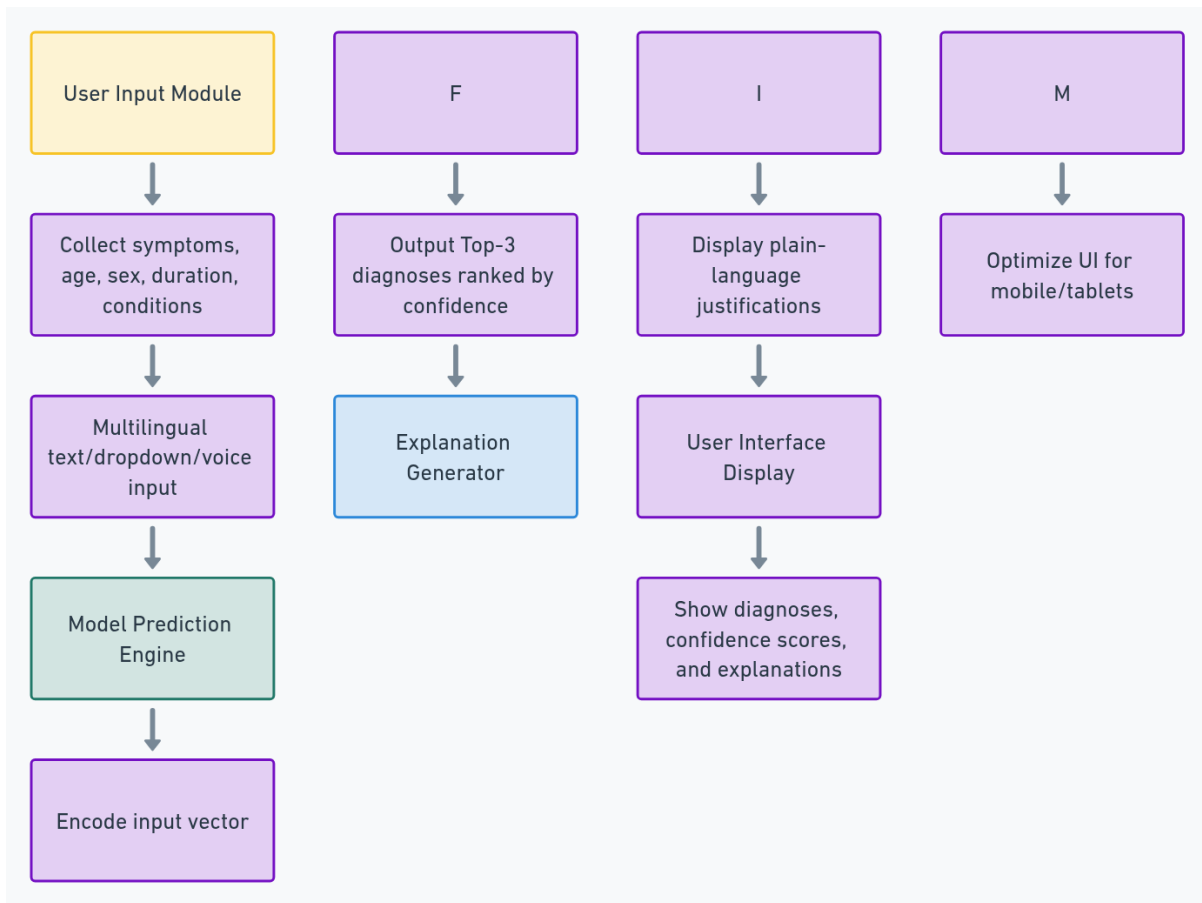 User Input Module
Collect symptoms,
age, sex, duration,
conditions
Multilingual
text/dropdown/voice
input
Model Prediction
Engine
Encode input vector
F
Output Top-3
diagnoses ranked by
confidence
Explanation
Generator
I
Display plain-
language
justifications
User Interface
Display
Show diagnoses,
confidence scores,
and explanations
M
Optimize UI for
mobile/tablets